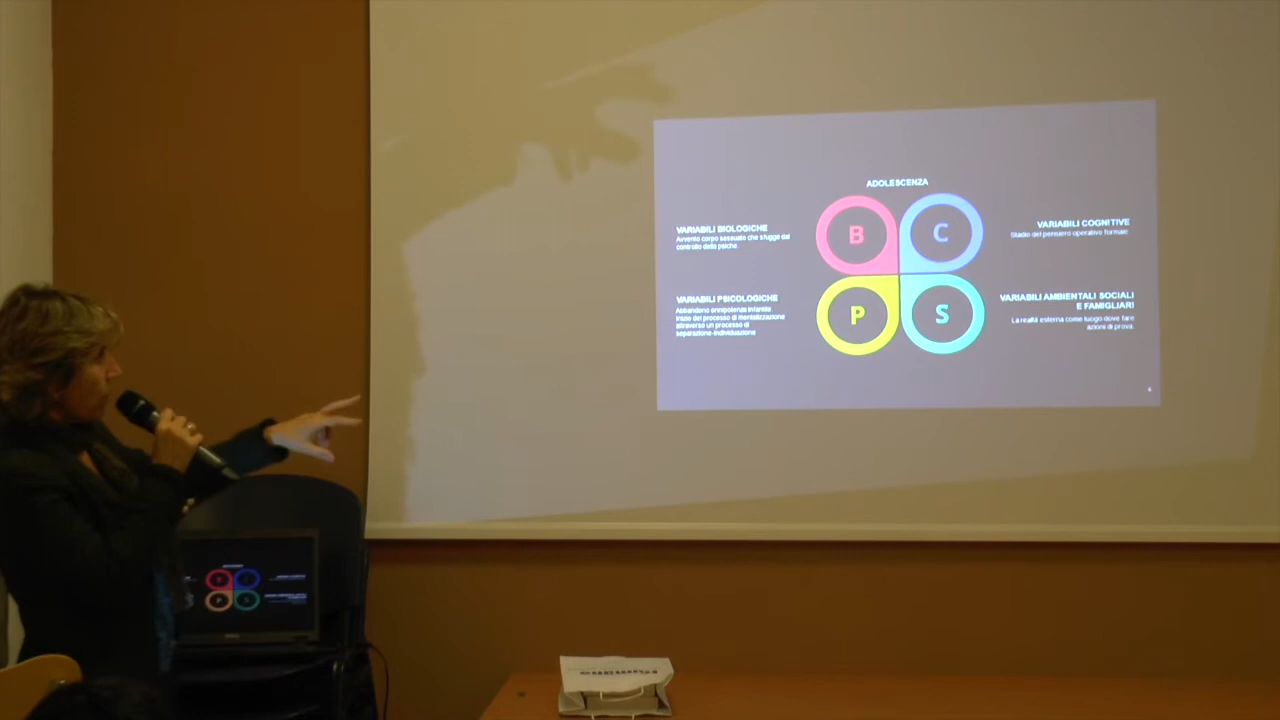 ADOLESCENZA
VARIABILI BIOLOGICHE
Avvento corpo sessuato che sfugge dal
controllo della psiche.
B
C
VARIABILI COGNITIVE
Stadio del pensiero operativo formale
VARIABILI PSICOLOGICHE
Abbandono onnipotenza infantile
Inizio del processo di mentalizzazione
attraverso un processo di
separazione-individuazione
P
S
VARIABILI AMBIENTALI SOCIALI
E FAMIGLIARI
La realtà esterna come luogo dove fare
azioni di prova.